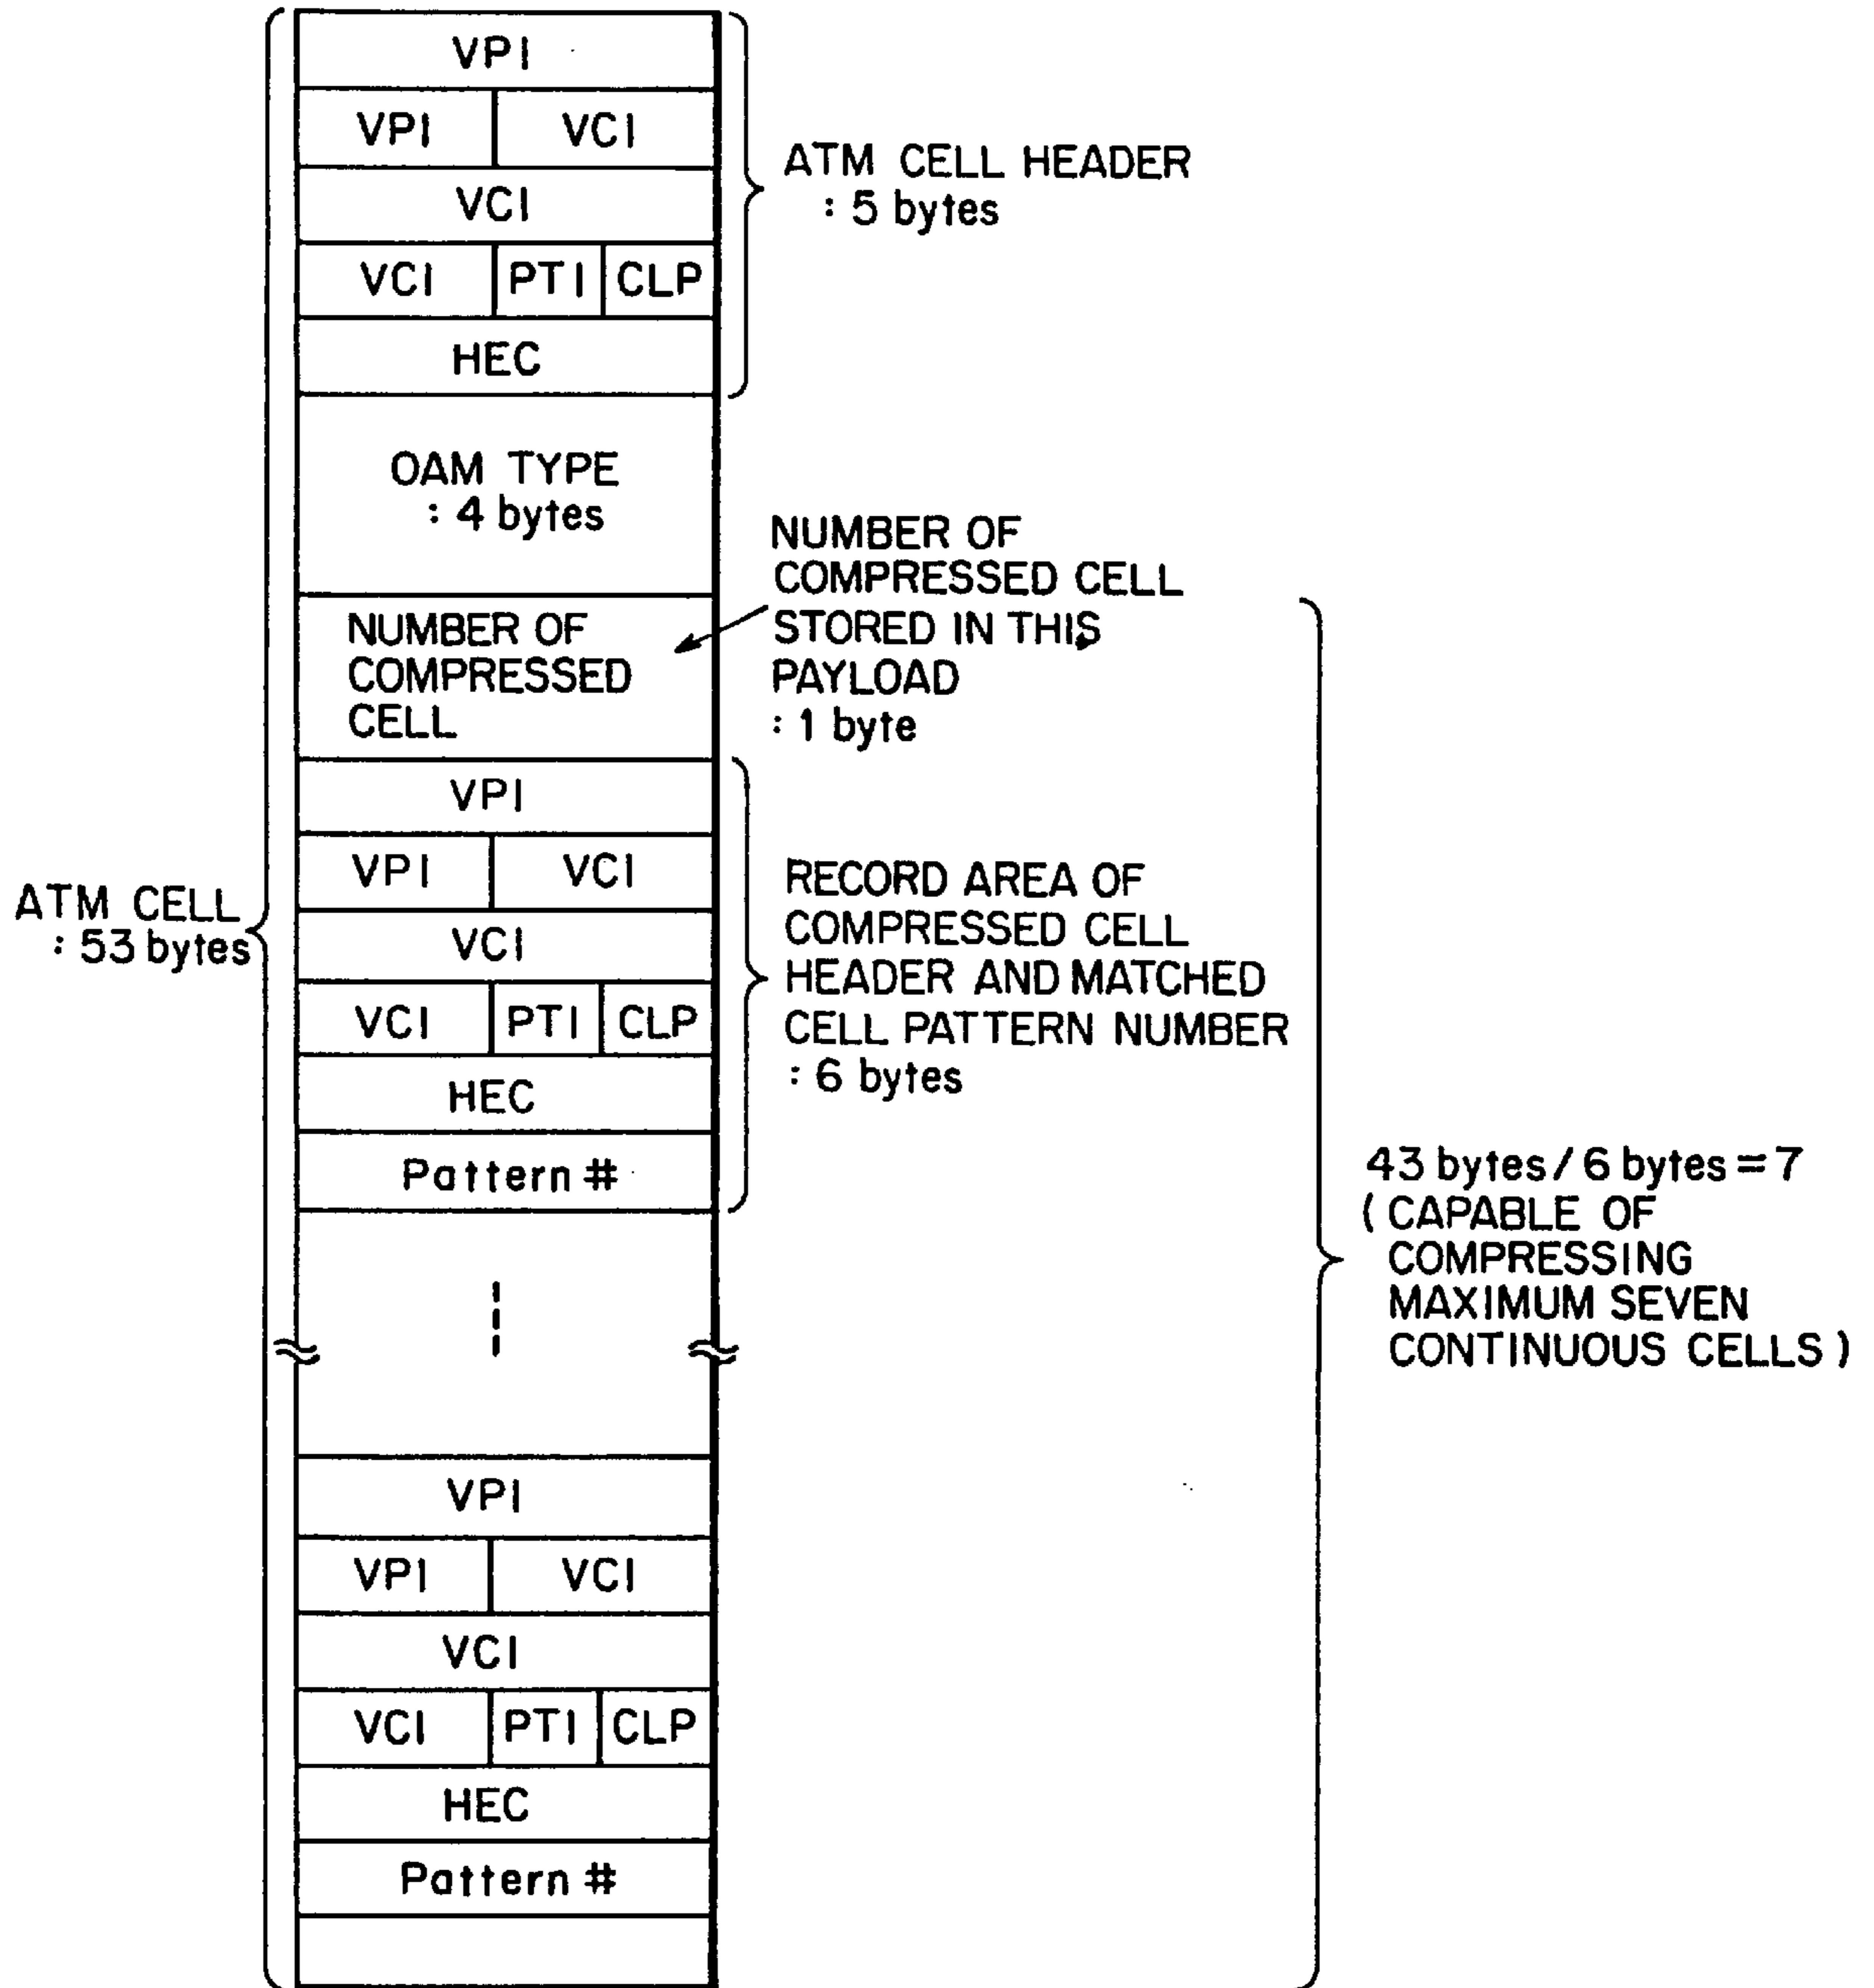 VPI
VPI VCI
VCI
VCI PTI CLP
HEC
ATM CELL HEADER
: 5 bytes
OAM TYPE
: 4 bytes
NUMBER OF
COMPRESSED
CELL
NUMBER OF
COMPRESSED CELL
STORED IN THIS
PAYLOAD
: 1 byte
ATM CELL
: 53 bytes
VPI
VPI VCI
VCI
VCI PTI CLP
HEC
Pattern #
RECORD AREA OF
COMPRESSED CELL
HEADER AND MATCHED
CELL PATTERN NUMBER
: 6 bytes
43 bytes / 6 bytes = 7
( CAPABLE OF
COMPRESSING
MAXIMUM SEVEN
CONTINUOUS CELLS )
VPI
VPI VCI
VCI
VCI PTI CLP
HEC
Pattern #